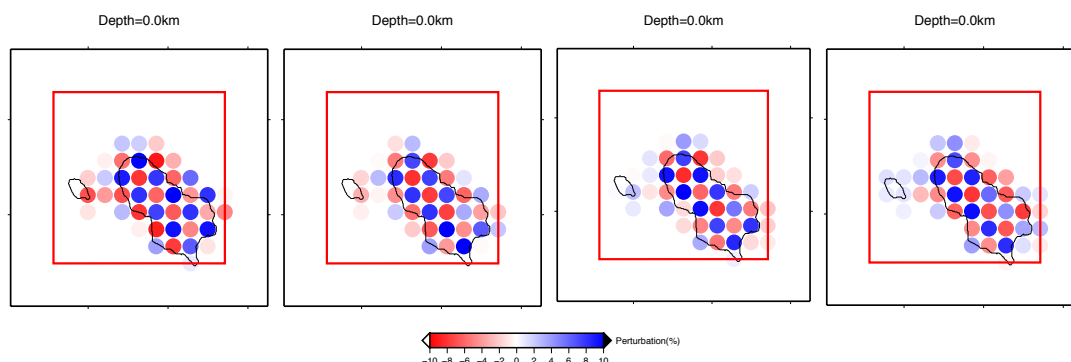 Depth=0.0km Depth=0.0km Depth=0.0km Depth=0.0km
Perturbation(%)
−10 −8 −6 −4 −2 0 2 4 6 8 10